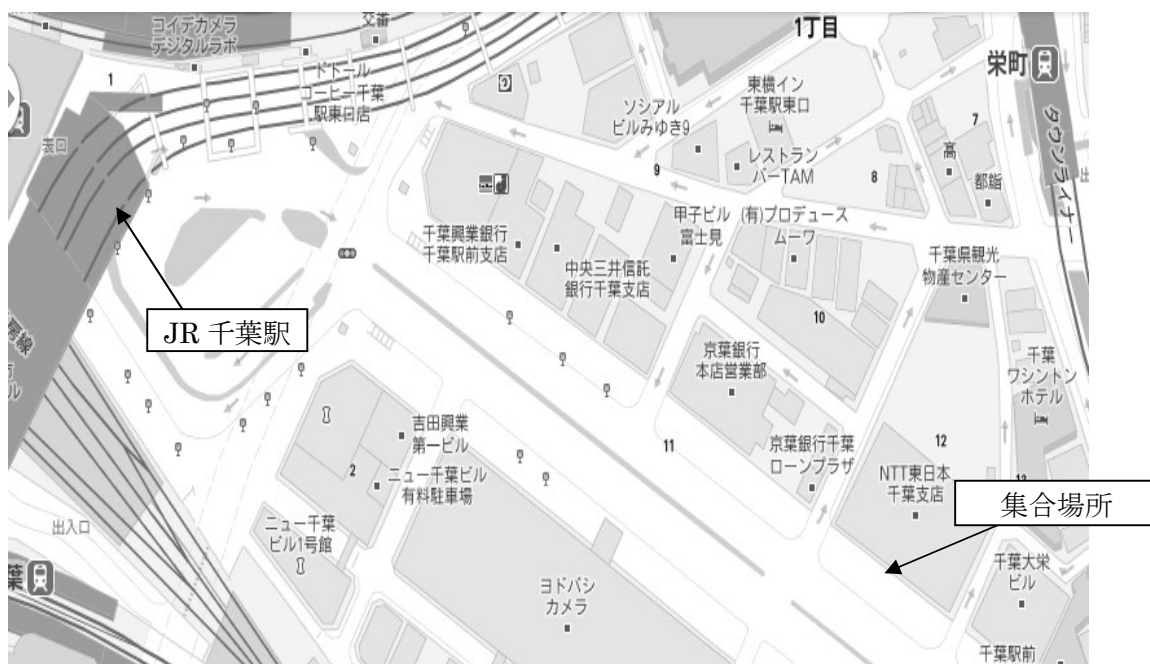 コイデカメラ
デジタルラボ
交番
1
ドトール
コーヒー千葉
駅東口店
表口
1丁目
栄町
タウンライナー
ソシアル
ビルみゆき9
東横イン
千葉駅東口
レストラン
バーTAM
9
8
7
高
都詣
千葉興業銀行
千葉駅前支店
中央三井信託
銀行千葉支店
甲子ビル
富士見
(有)プロデュース
ムーワ
千葉県観光
物産センター
JR 千葉駅
10
京葉銀行
本店営業部
千葉
ワシントン
ホテル
吉田興業
第一ビル
2
ニュー千葉ビル
有料駐車場
11
京葉銀行千葉
ローンプラザ
12
NTT東日本
千葉支店
13
集合場所
出入口
ニュー千葉
ビル1号館
葉
ヨドバシ
カメラ
千葉大栄
ビル
千葉駅前